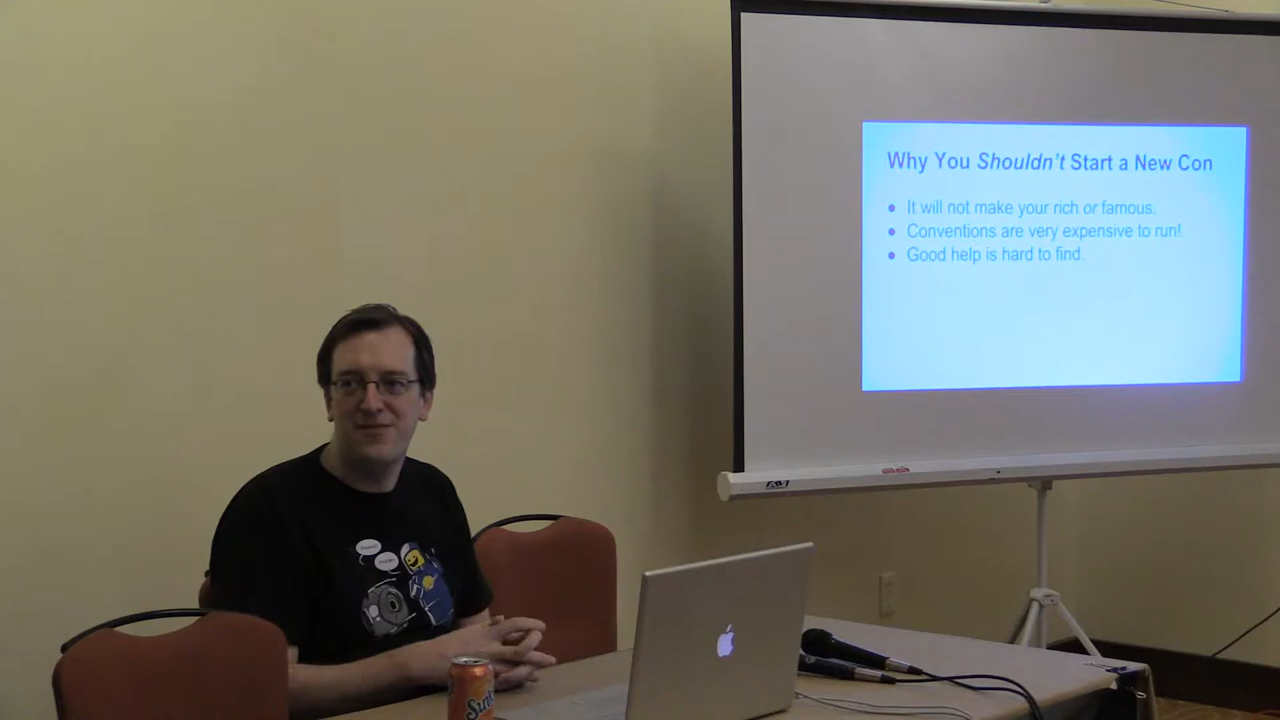 Why You Shouldn't Start a New Con
It will not make your rich or famous.
Conventions are very expensive to run!
Good help is hard to find.